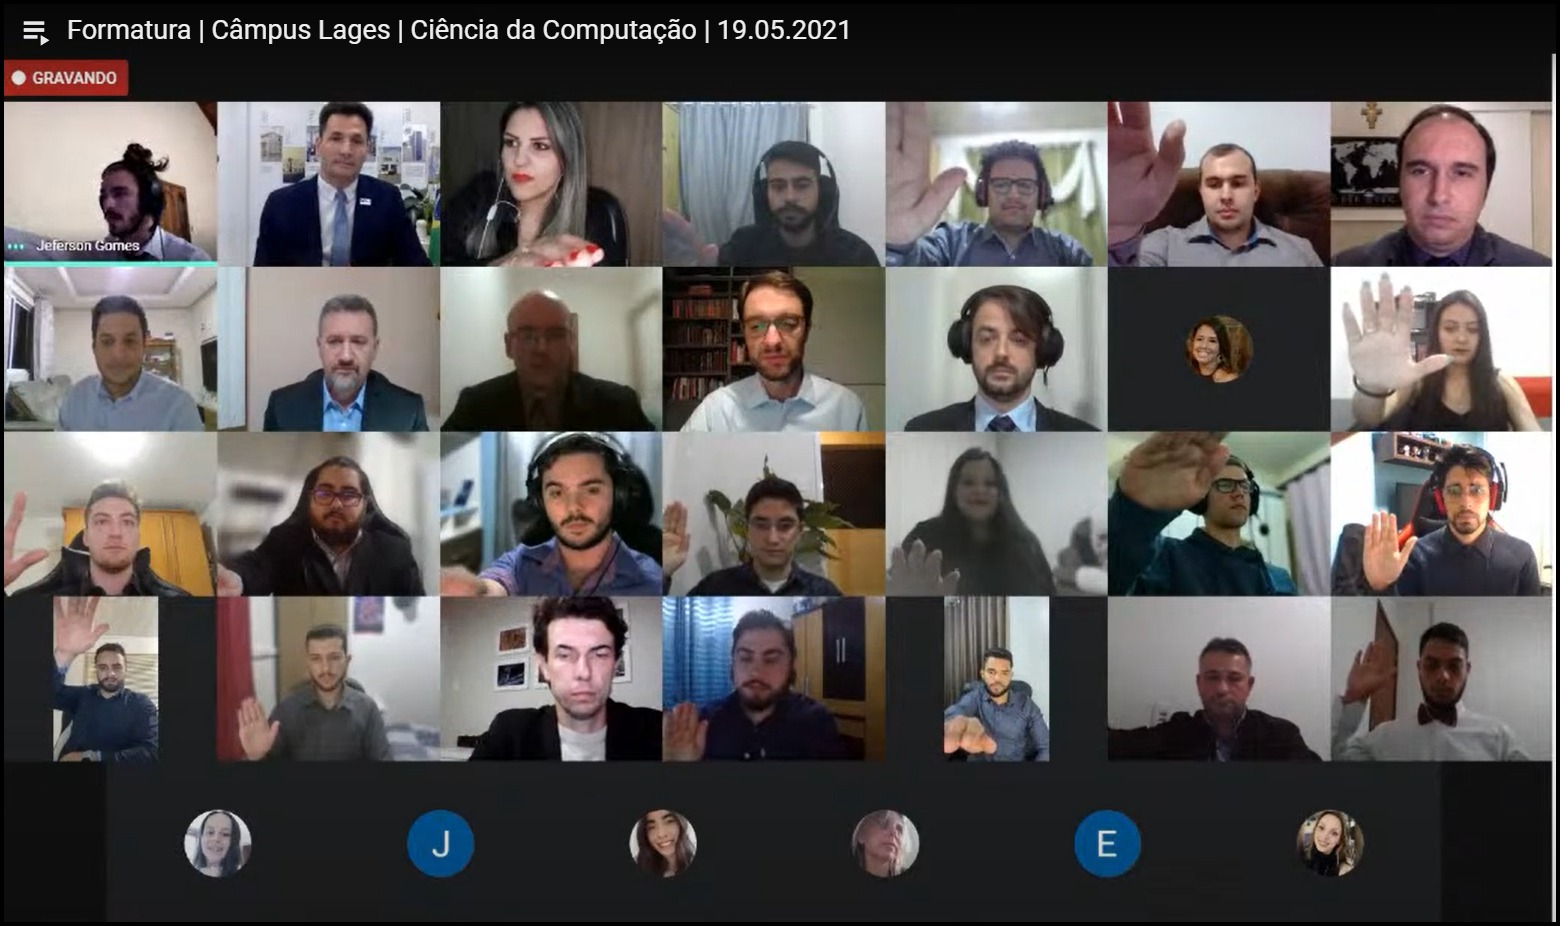 Formatura | Câmpus Lages | Ciência da Computação | 19.05.2021
GRAVANDO
Jeferson Gomes
J
E